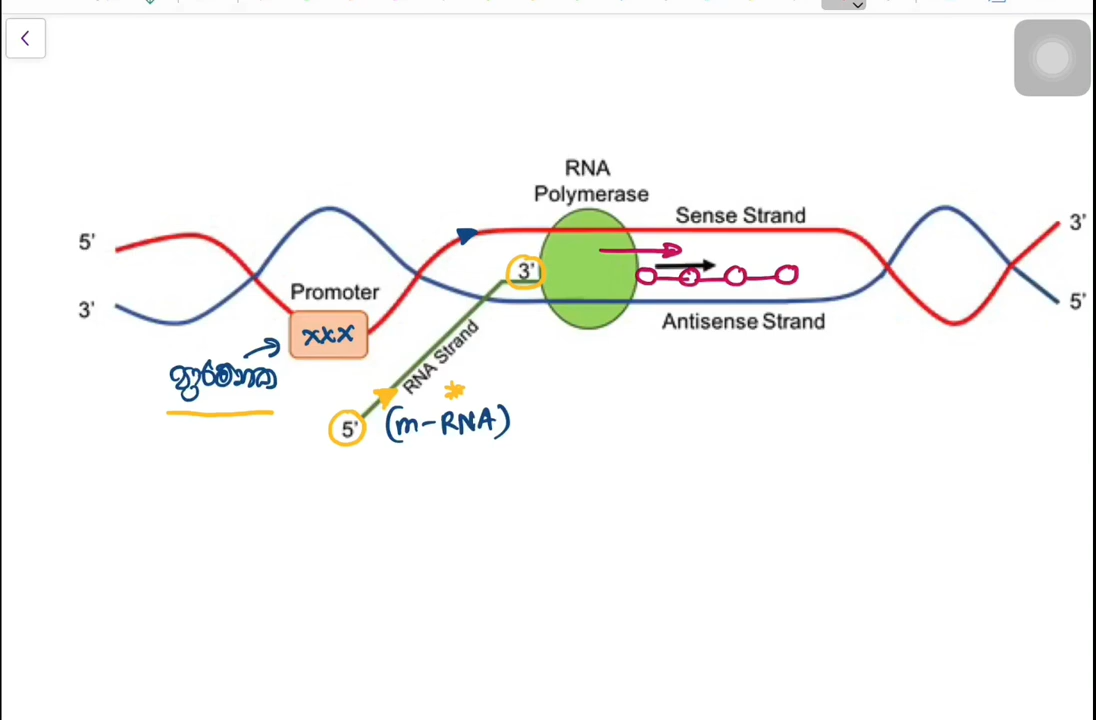 RNA
Polymerase
Sense Strand
3'
5'
3'
Promoter
3'
5'
xxx
Antisense Strand
RNA Strand
5'
(m-RNA)